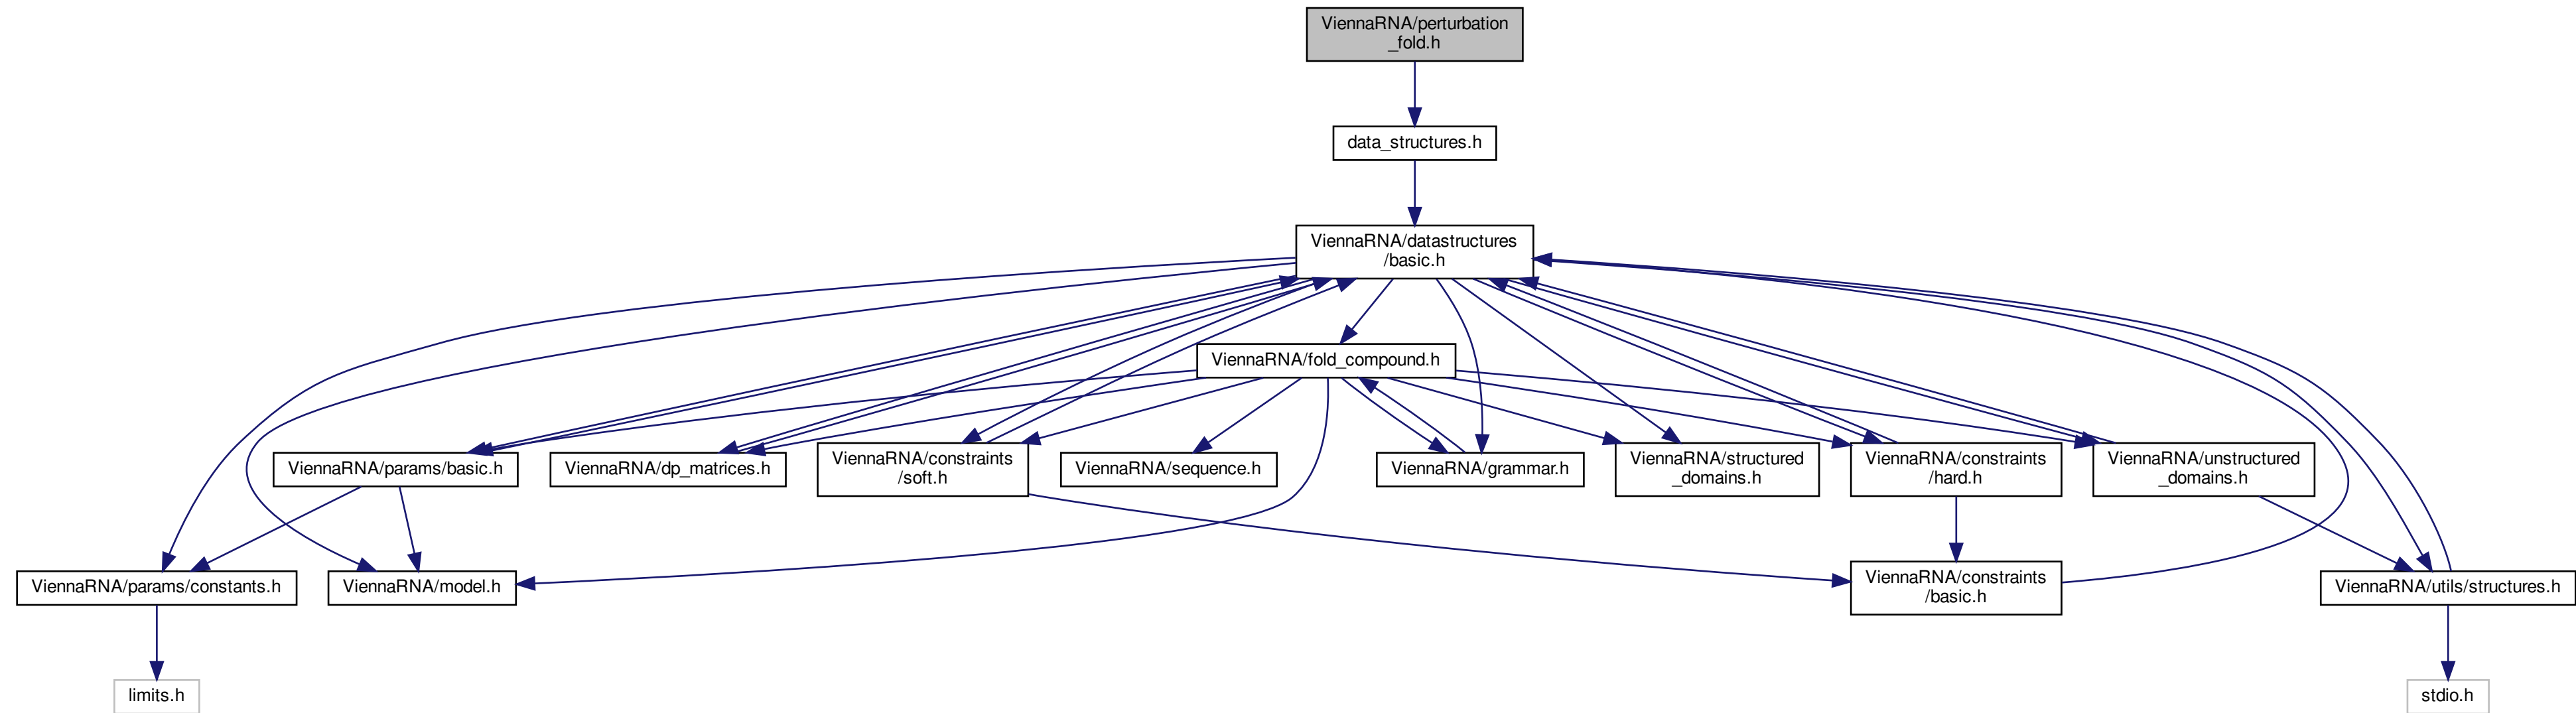 ViennaRNA/perturbation
_fold.h
data_structures.h
ViennaRNA/datastructures
/basic.h
ViennaRNA/fold_compound.h
ViennaRNA/params/basic.h
ViennaRNA/dp_matrices.h
ViennaRNA/constraints
/soft.h
ViennaRNA/sequence.h
ViennaRNA/grammar.h
ViennaRNA/structured
_domains.h
ViennaRNA/constraints
/hard.h
ViennaRNA/unstructured
_domains.h
ViennaRNA/params/constants.h
ViennaRNA/model.h
ViennaRNA/constraints
/basic.h
ViennaRNA/utils/structures.h
limits.h
stdio.h